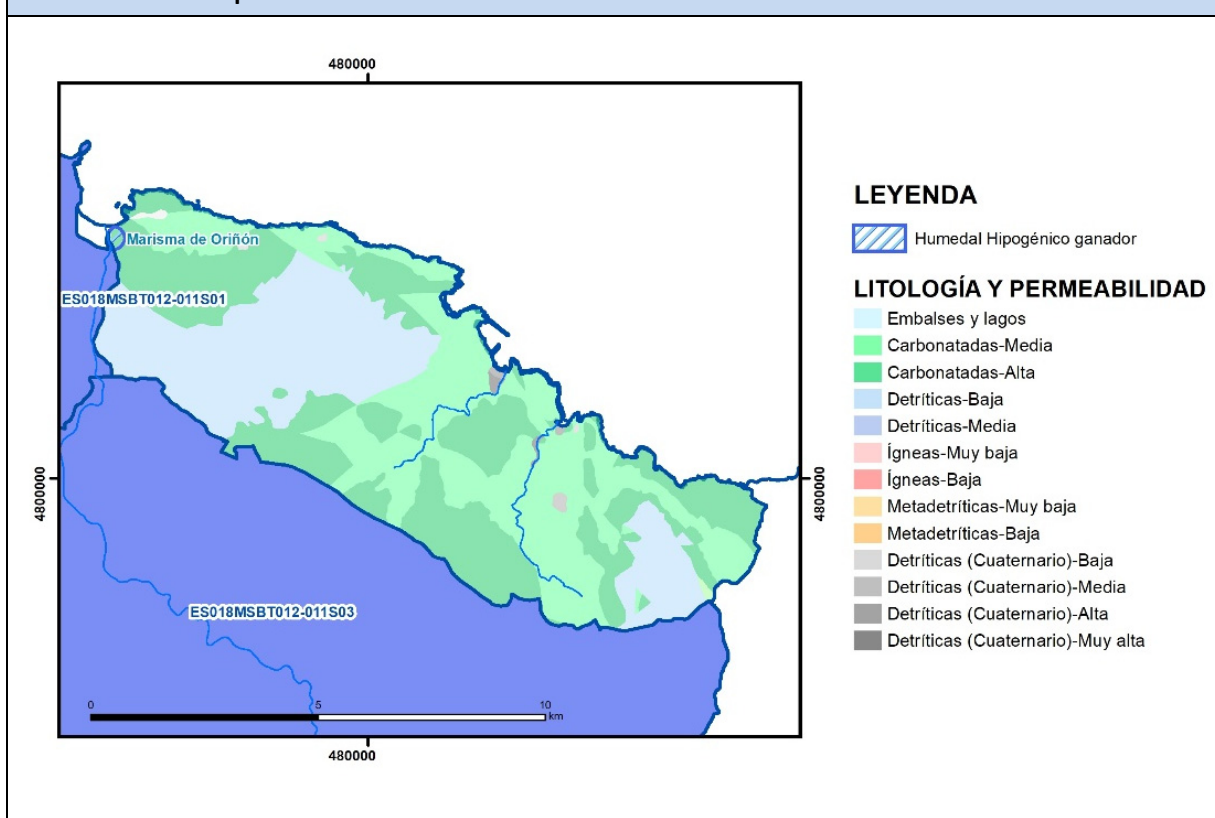 480000
Marisma de Oriñón
ES018MSBT012-011S01
4800000
4800000
ES018MSBT012-011S03
0
5
10
km
480000
LEYENDA
Humedal Hipogénico ganador
LITOLOGÍA Y PERMEABILIDAD
Embalses y lagos
Carbonatadas-Media
Carbonatadas-Alta
Detríticas-Baja
Detríticas-Media
Ígneas-Muy baja
Ígneas-Baja
Metadetríticas-Muy baja
Metadetríticas-Baja
Detríticas (Cuaternario)-Baja
Detríticas (Cuaternario)-Media
Detríticas (Cuaternario)-Alta
Detríticas (Cuaternario)-Muy alta